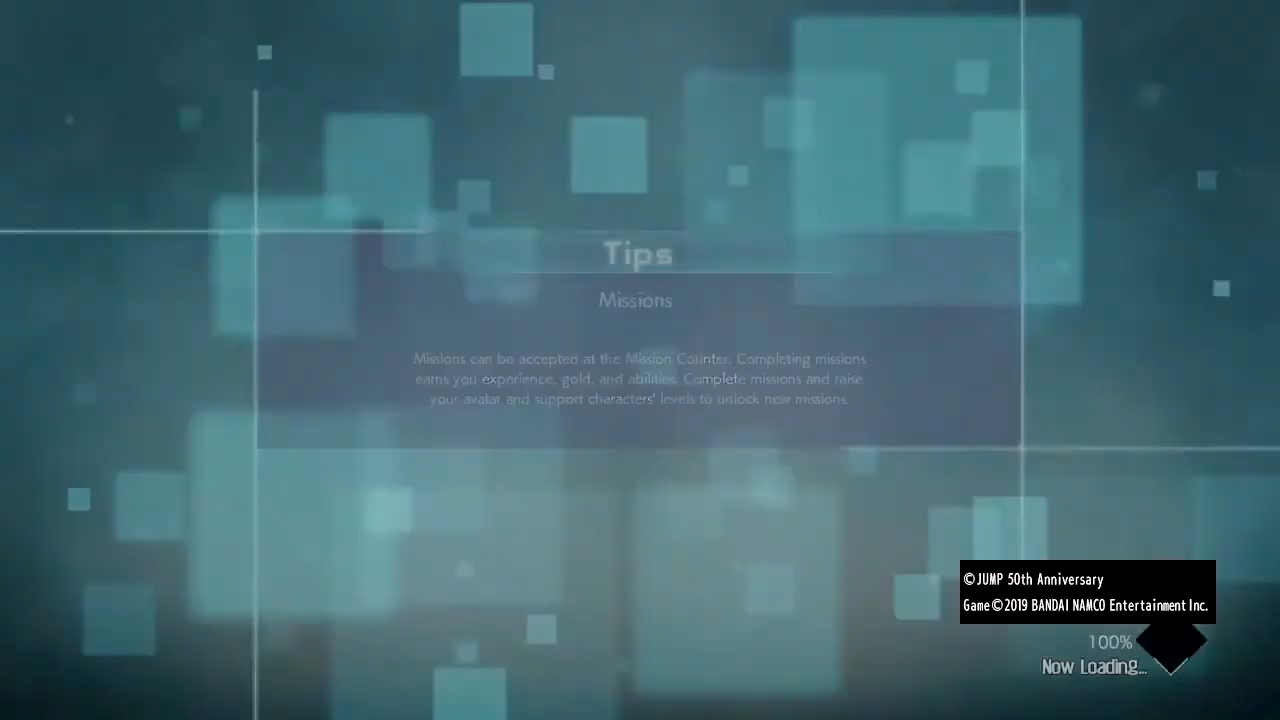 Tips
Missions
Missions can be accepted at the Mission Counter. Completing missions
earns you experience, gold, and abilities. Complete missions and raise
your avatar and support characters' levels to unlock new missions.
©JUMP 50th Anniversary
Game©2019 BANDAI NAMCO Entertainment Inc.
100%
Now Loading...